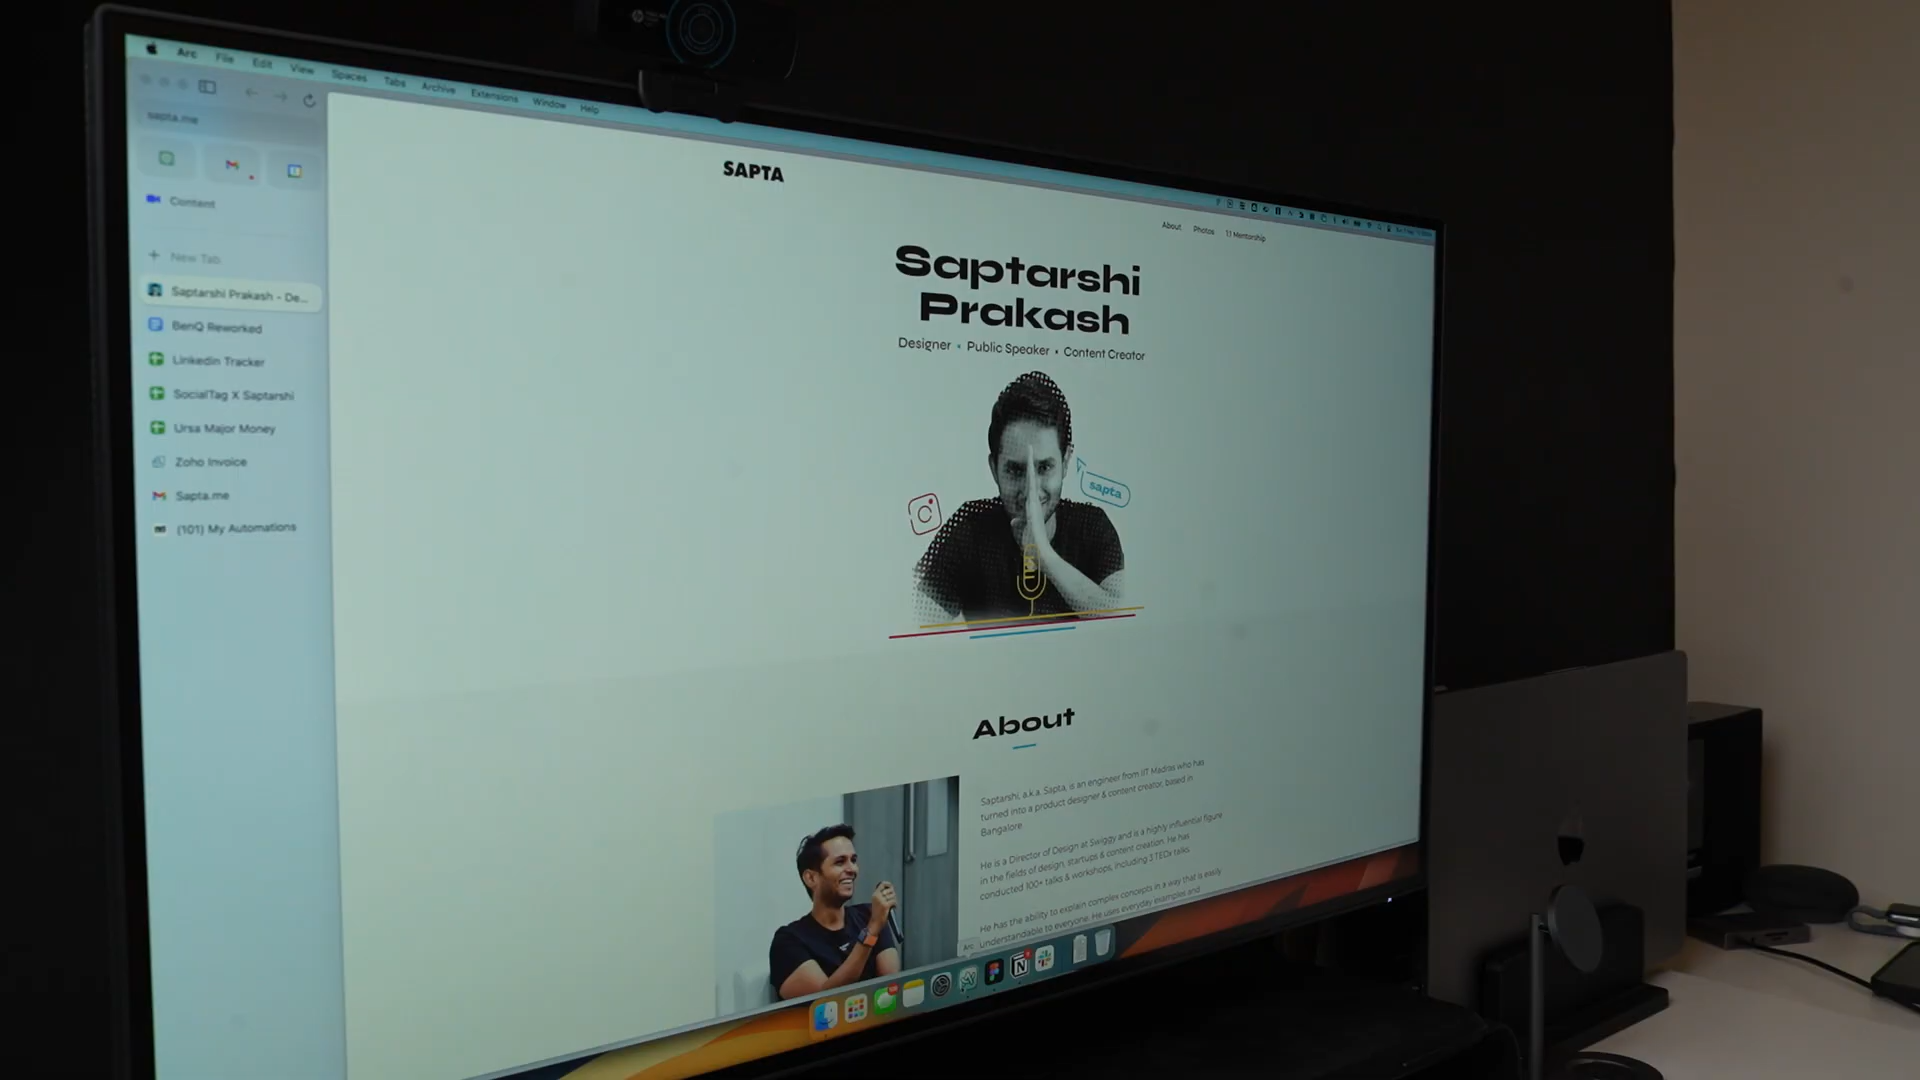 Arc File Edit View Spaces Tabs Archive Extensions Window Help
sapta.me
Content
+ New Tab
Saptarshi Prakash - De...
BenQ Reworked
Linkedin Tracker
SocialTag X Saptarshi
Ursa Major Money
Zoho Invoice
Sapta.me
(101) My Automations
SAPTA
About Photos 1:1 Mentorship
Saptarshi
Prakash
Designer • Public Speaker • Content Creator
sapta
About
Saptarshi, a.k.a. Sapta, is an engineer from IIT Madras who has
turned into a product designer & content creator, based in
Bangalore
He is a Director of Design at Swiggy and is a highly influential figure
in the fields of design, startups & content creation. He has
conducted 100+ talks & workshops, including 3 TEDx talks.
He has the ability to explain complex concepts in a way that is easily
understandable to everyone. He uses everyday examples and
Arc